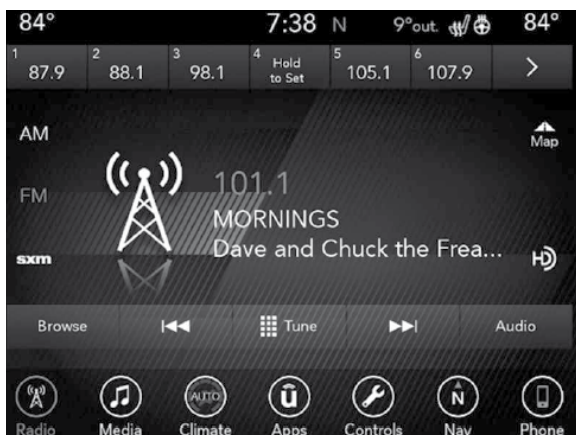 84° 7:38 N 9°out. 84°
1 87.9 2 88.1 3 98.1 4 Hold to Set 5 105.1 6 107.9 >
AM
Map
FM
101.1
MORNINGS
sxm Dave and Chuck the Frea... HD
Browse Tune Audio
AUTO ū N
Radio Media Climate Apps Controls Nav Phone